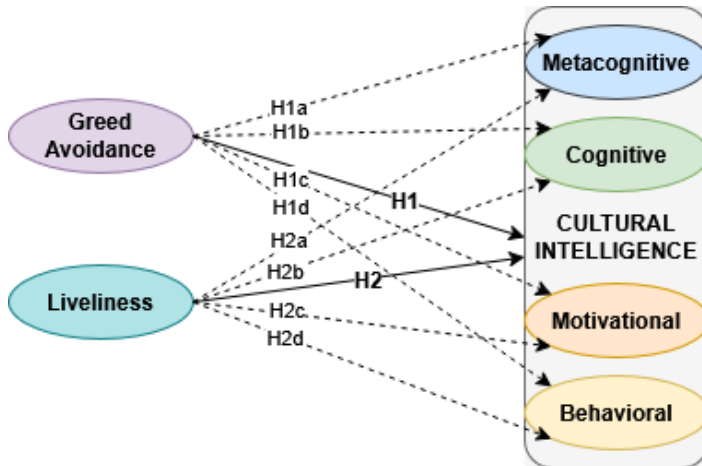 Metacognitive
Greed
Avoidance
H1a
H1b
Cognitive
H1c
H1
H1d
CULTURAL
INTELLIGENCE
H2a
H2b
H2
Liveliness
H2c
Motivational
H2d
Behavioral